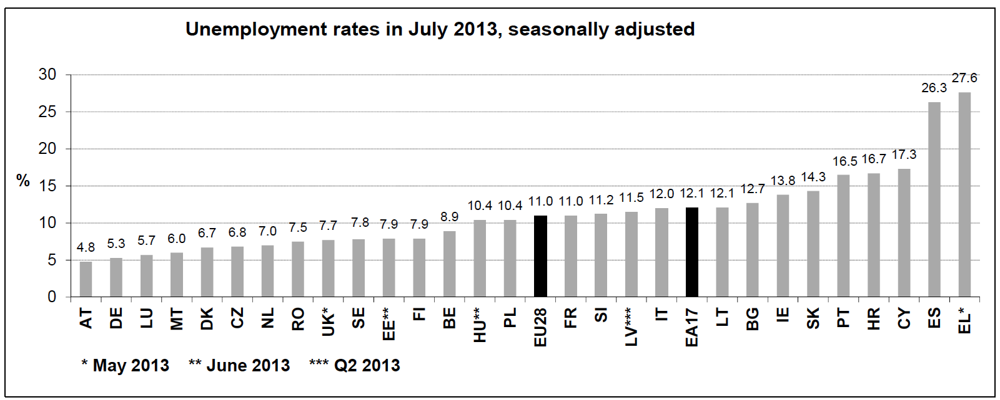 Unemployment rates in July 2013, seasonally adjusted
30
25
20
15
10
5
0
%
4.8 5.3 5.7 6.0 6.7 6.8 7.0 7.5 7.7 7.8 7.9 7.9 8.9 10.4 10.4 11.0 11.0 11.2 11.5 12.0 12.1 12.1 12.7 13.8 14.3 16.5 16.7 17.3 26.3 27.6
AT DE LU MT DK CZ NL RO UK* SE EE** FI BE HU** PL EU28 FR SI LV*** IT EA17 LT BG IE SK PT HR CY ES EL*
* May 2013 ** June 2013 *** Q2 2013